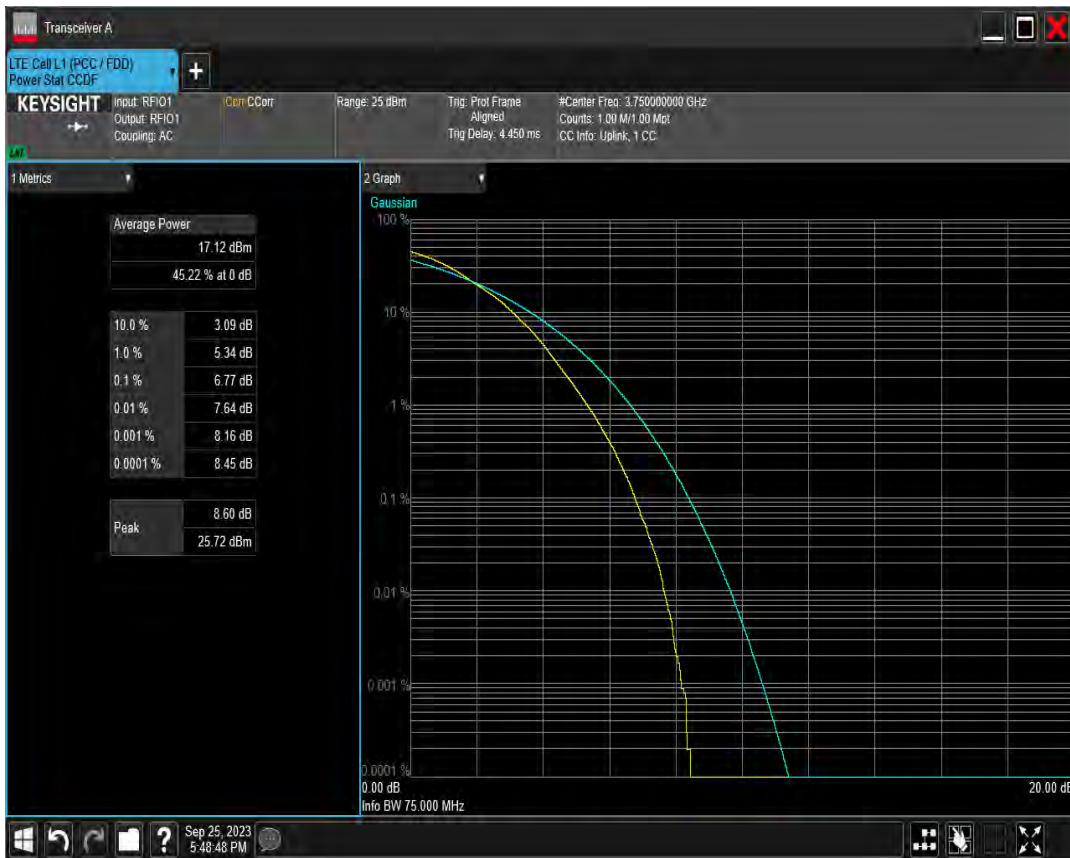 Transceiver A
LTE Cell L1 (PCC / FDD)
Power Stat CCDF
KEYSIGHT
Input: RFIO1
Output: RFIO1
Coupling: AC
Corr CCorr
Range: 25 dBm
Trig: Prot Frame
Aligned
Trig Delay: 4.450 ms
#Center Freq: 3.750000000 GHz
Counts: 1.00 M/1.00 Mpt
CC Info: Uplink, 1 CC
1 Metrics
Average Power
17.12 dBm
45.22 % at 0 dB
10.0 % 3.09 dB
1.0 % 5.34 dB
0.1 % 6.77 dB
0.01 % 7.64 dB
0.001 % 8.16 dB
0.0001 % 8.45 dB
Peak
8.60 dB
25.72 dBm
2 Graph
Gaussian
100 %
10 %
1 %
0.1 %
0.01 %
0.001 %
0.0001 %
0.00 dB
20.00 dB
Info BW 75.000 MHz
Sep 25, 2023
5:48:48 PM